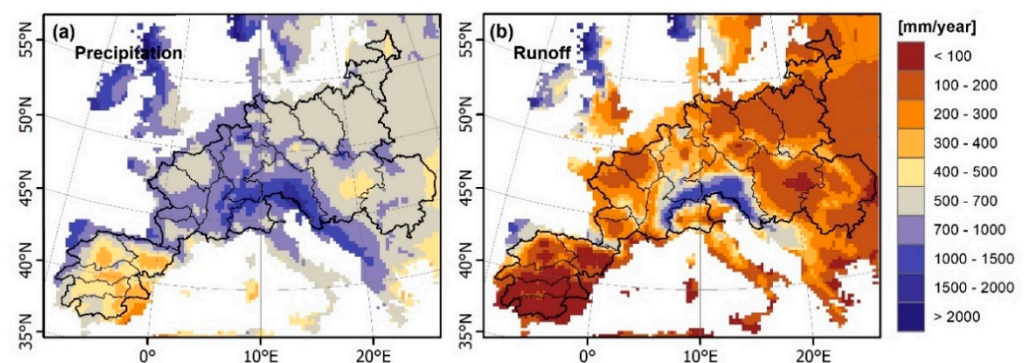 (a)
Precipitation
55°N
50°N
45°N
40°N
35°N
0°
10°E
20°E
(b)
Runoff
55°N
50°N
45°N
40°N
35°N
0°
10°E
20°E
[mm/year]
< 100
100 - 200
200 - 300
300 - 400
400 - 500
500 - 700
700 - 1000
1000 - 1500
1500 - 2000
> 2000